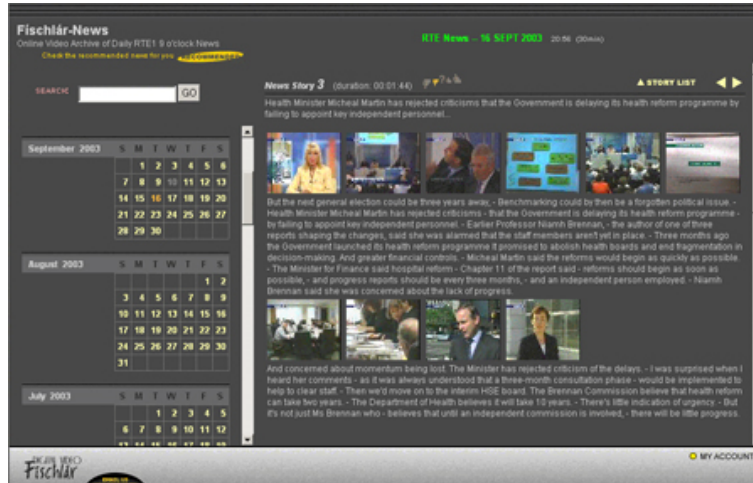 Físchlár-News
Online Video Archive of Daily RTE1 9 o'clock News
Check the recommended news for you RECOMMENDED
RTE News - 16 SEPT 2003 20:56 (30min)
SEARCH: GO
News Story 3 (duration: 00:01:44)
▲ STORY LIST
Health Minister Micheal Martin has rejected criticisms that the Government is delaying its health reform programme by
failing to appoint key independent personnel...
September 2003 S M T W T F S
1 2 3 4 5 6
7 8 9 10 11 12 13
14 15 16 17 18 19 20
21 22 23 24 25 26 27
28 29 30
August 2003 S M T W T F S
1 2
3 4 5 6 7 8 9
10 11 12 13 14 15 16
17 18 19 20 21 22 23
24 25 26 27 28 29 30
31
July 2003 S M T W T F S
1 2 3 4 5
6 7 8 9 10 11 12
13 14 15 16 17 18 19
But the next general election could be three years away, - Benchmarking could by then be a forgotten political issue. -
Health Minister Micheal Martin has rejected criticisms - that the Government is delaying its health reform programme -
by failing to appoint key independent personnel. - Earlier Professor Niamh Brennan, - the author of one of three
reports shaping the changes, said she was alarmed that the staff members aren't yet in place. - Three months ago
the Government launched its health reform programme It promised to abolish health boards and end fragmentation in
decision-making. And greater financial controls. - Micheal Martin said the reforms would begin as quickly as possible.
- The Minister for Finance said hospital reform - Chapter 11 of the report said - reforms should begin as soon as
possible, - and progress reports should be every three months, - and an independent person employed. - Niamh
Brennan said she was concerned about the lack of progress.
And concerned about momentum being lost. The Minister has rejected criticism of the delays. - I was surprised when I
heard her comments - as it was always understood that a three-month consultation phase - would be implemented to
help to clear staff. - Then we'd move on to the interim HSE board. The Brennan Commission believe that health reform
can take two years. - The Department of Health believes it will take 10 years. - There's little indication of urgency. - But
it's not just Ms Brennan who - believes that until an independent commission is involved, - there will be little progress.
DIGITAL VIDEO
Físchlár
EMAIL US
MY ACCOUNT